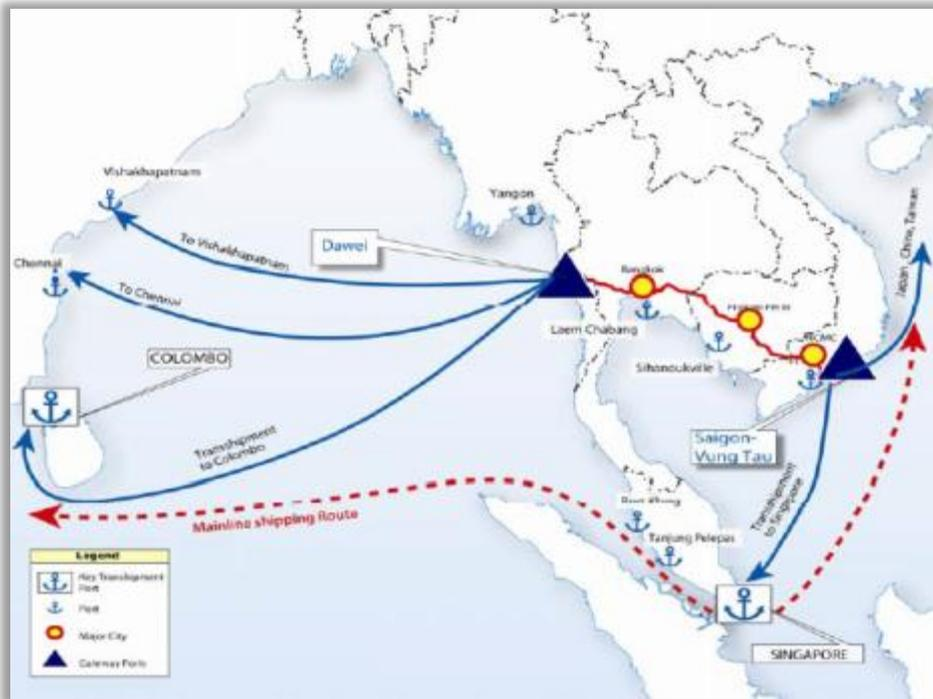 Vishakhapatnam
Yangon
Dawei
To Vishakhapatnam
Chennai
To Chennai
Bangkok
Japan, China, Taiwan
Laem Chabang
HCMC
COLOMBO
Sihanoukville
Transhipment
to Colombo
Saigon-
Vung Tau
Transhipment
to Singapore
Mainline shipping Route
Tanjung Pelepas
Legend
Key Transhipment
Port
Port
Major City
Gateway Ports
SINGAPORE